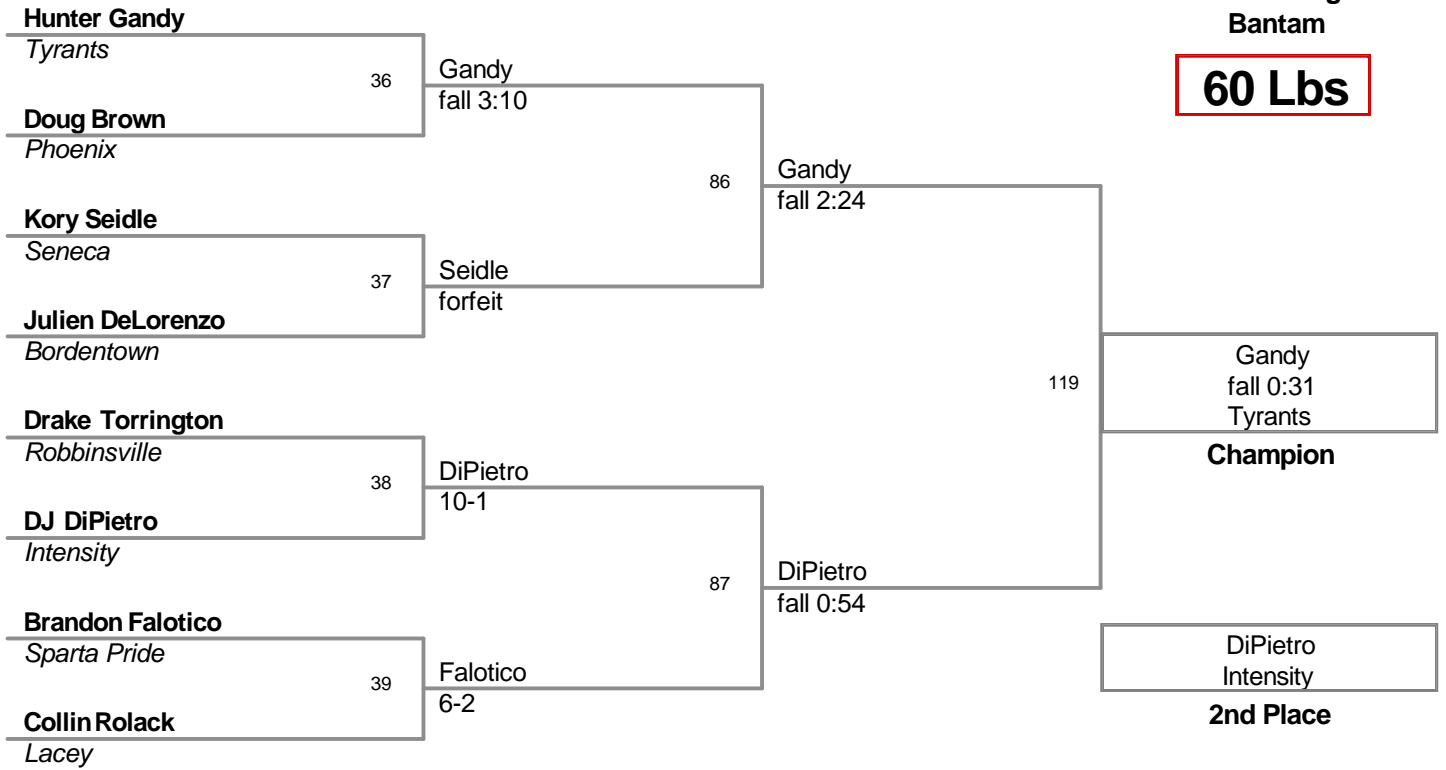 Hunter Gandy
Tyrants
36
Doug Brown
Phoenix
Gandy
fall 3:10
Kory Seidle
Seneca
37
Julien DeLorenzo
Bordentown
Seidle
forfeit
86
Gandy
fall 2:24
Drake Torrington
Robbinsville
38
DJ DiPietro
Intensity
DiPietro
10-1
Brandon Falotico
Sparta Pride
39
Collin Rolack
Lacey
Falotico
6-2
87
DiPietro
fall 0:54
119
Bantam
60 Lbs
Gandy
fall 0:31
Tyrants
Champion
DiPietro
Intensity
2nd Place